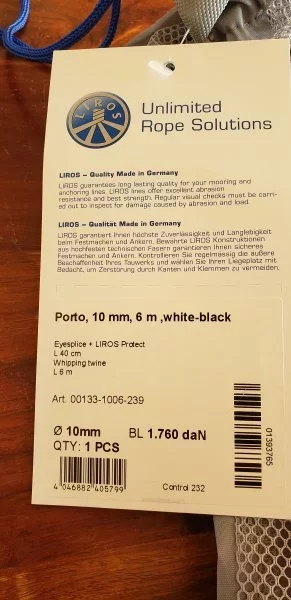 LIROS
Unlimited
Rope Solutions
LIROS – Quality Made in Germany
LIROS guarantees long lasting quality for your mooring and
anchoring lines. LIROS lines offer excellent abrasion
resistance and best strength. Regular visual checks must be carri-
ed out to inspect for damage caused by abrasion and load.
LIROS – Qualität Made in Germany
LIROS garantiert Ihnen höchste Zuverlässigkeit und Langlebigkeit
beim Festmachen und Ankern. Bewährte LIROS Konstruktionen
aus hochfesten technischen Fasern garantieren Ihnen sicheres
Festmachen und Ankern. Kontrollieren Sie regelmässig die äußere
Beschaffenheit Ihres Tauwerks und wählen Sie Ihren Liegeplatz mit
Bedacht, um Zerstörung durch Kanten und Klemmen zu vermeiden.
Porto, 10 mm, 6 m ,white-black
Eyesplice + LIROS Protect
L 40 cm
Whipping twine
L 6 m
Art. 00133-1006-239
Ø 10mm BL 1.760 daN
QTY: 1 PCS
4 046882 405799
Control 232
01393765